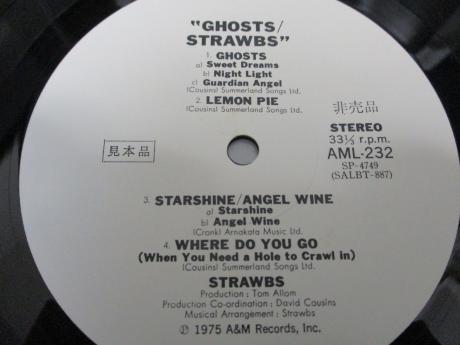 "GHOSTS/
STRAWBS"
1. GHOSTS
a) Sweet Dreams
b) Night Light
c) Guardian Angel
(Cousins) Summerland Songs Ltd.
2. LEMON PIE
(Cousins) Summerland Songs Ltd.
非売品
STEREO
33⅓ r.p.m.
AML-232
SP-4749
(SALBT-887)
見本品
3. STARSHINE/ANGEL WINE
a) Starshine
b) Angel Wine
(Cronk) Arnakata Music Ltd.
4. WHERE DO YOU GO
(When You Need a Hole to Crawl in)
(Cousins) Summerland Songs Ltd.
STRAWBS
Production : Tom Allom
Production Co-ordination : David Cousins
Musical Arrangement : Strawbs
℗ 1975 A&M Records, Inc.